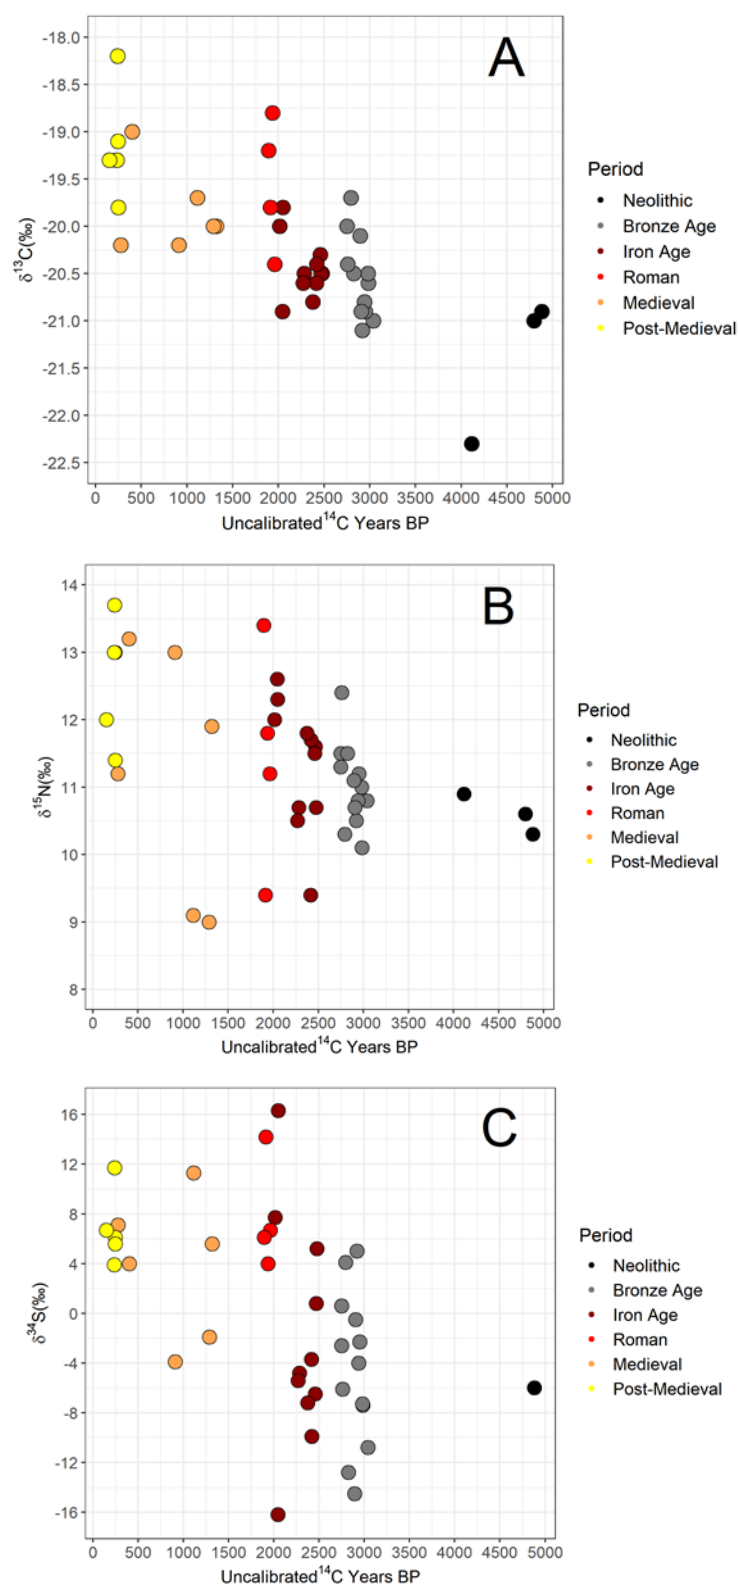 A
-18.0
-18.5
-19.0
-19.5
-20.0
-20.5
-21.0
-21.5
-22.0
-22.5
δ¹³C(‰)
0 500 1000 1500 2000 2500 3000 3500 4000 4500 5000
Uncalibrated¹⁴C Years BP
Period
Neolithic
Bronze Age
Iron Age
Roman
Medieval
Post-Medieval
B
14
13
12
11
10
9
8
δ¹⁵N(‰)
0 500 1000 1500 2000 2500 3000 3500 4000 4500 5000
Uncalibrated¹⁴C Years BP
Period
Neolithic
Bronze Age
Iron Age
Roman
Medieval
Post-Medieval
C
16
12
8
4
0
-4
-8
-12
-16
δ³⁴S(‰)
0 500 1000 1500 2000 2500 3000 3500 4000 4500 5000
Uncalibrated¹⁴C Years BP
Period
Neolithic
Bronze Age
Iron Age
Roman
Medieval
Post-Medieval